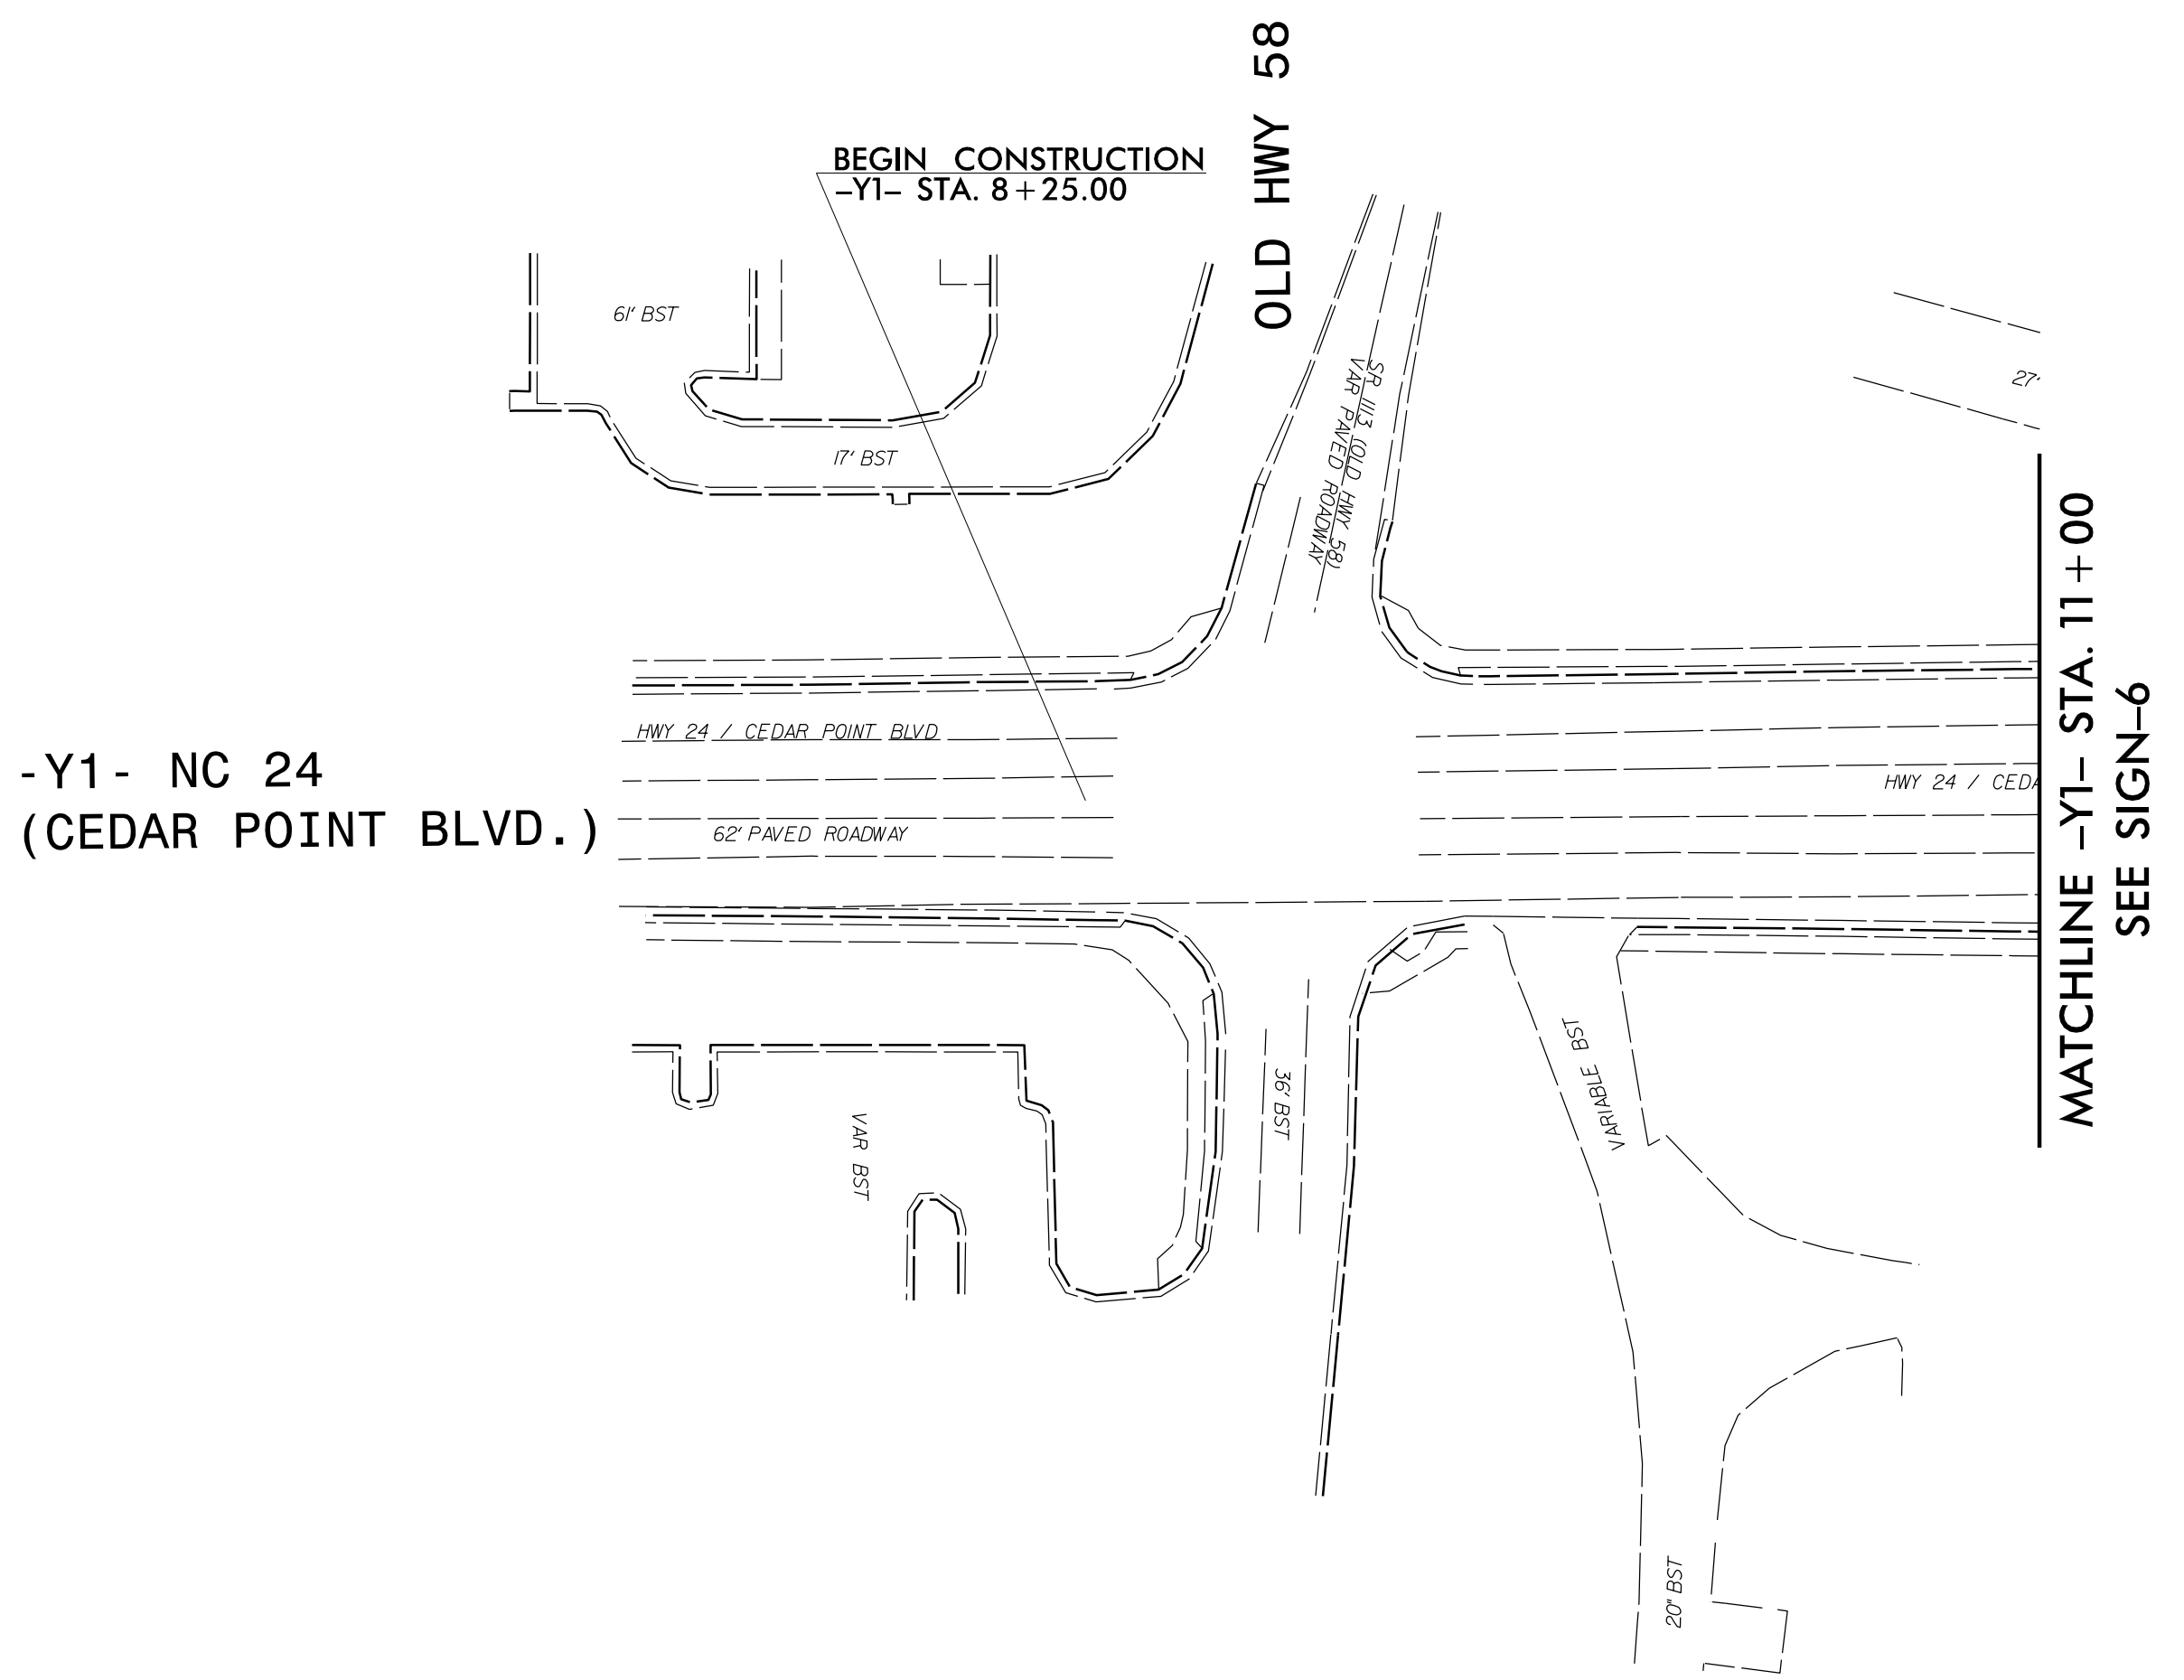 OLD HWY 58
BEGIN CONSTRUCTION
-Y1- STA. 8+25.00
61' BST
17' BST
SR 1113 (OLD HWY 58)
VAR PAVED ROADWAY
27'
HWY 24 / CEDAR POINT BLVD
62' PAVED ROADWAY
-Y1- NC 24
(CEDAR POINT BLVD.)
HWY 24 / CEDA
MATCHLINE -Y1- STA. 11+00
SEE SIGN-6
VAR BST
36' BST
VARIABLE BST
20" BST